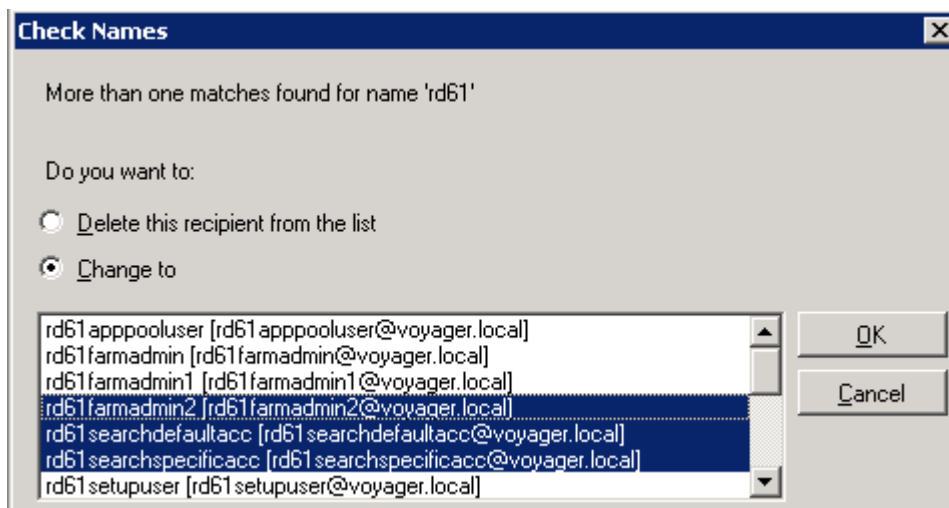 Check Names
More than one matches found for name 'rd61'
Do you want to:
Delete this recipient from the list
Change to
rd61apppooluser [rd61apppooluser@voyager.local]
rd61farmadmin [rd61farmadmin@voyager.local]
rd61farmadmin1 [rd61farmadmin1@voyager.local]
rd61farmadmin2 [rd61farmadmin2@voyager.local]
rd61searchdefaultacc [rd61searchdefaultacc@voyager.local]
rd61searchspecificacc [rd61searchspecificacc@voyager.local]
rd61setupuser [rd61setupuser@voyager.local]
OK
Cancel